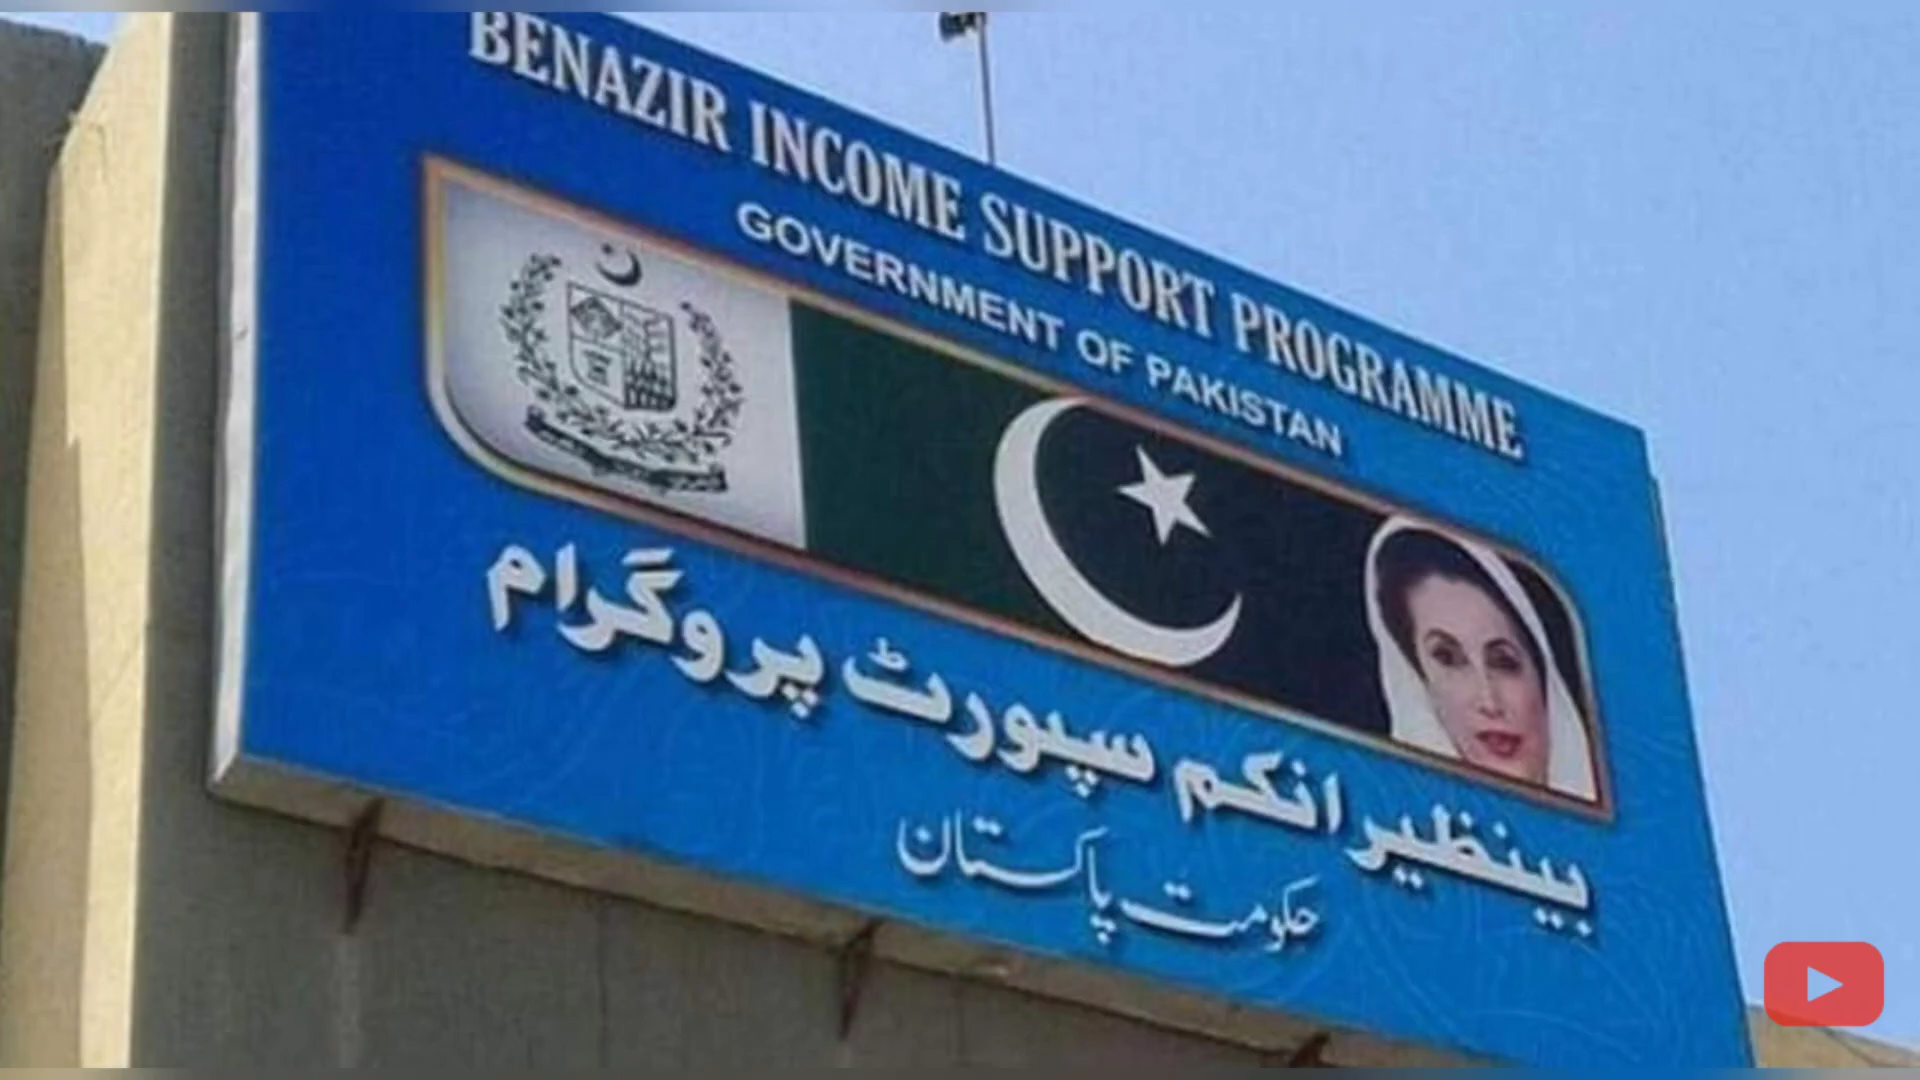 BENAZIR INCOME SUPPORT PROGRAMME
GOVERNMENT OF PAKISTAN
بینظیر انکم سپورٹ پروگرام
حکومت پاکستان